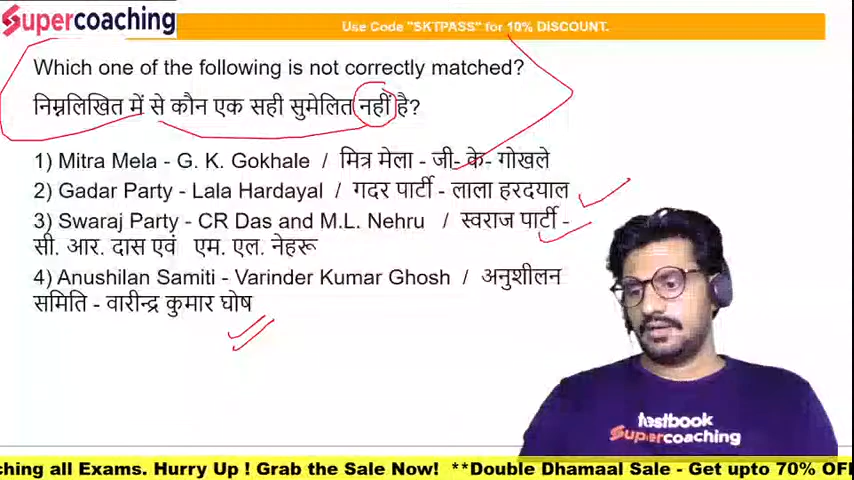 Supercoaching
Use Code "SKTPASS" for 10% DISCOUNT.
Which one of the following is not correctly matched?
निम्नलिखित में से कौन एक सही सुमेलित नहीं है?
1) Mitra Mela - G. K. Gokhale / मित्र मेला - जी- के- गोखले
2) Gadar Party - Lala Hardayal / गदर पार्टी - लाला हरदयाल
3) Swaraj Party - CR Das and M.L. Nehru / स्वराज पार्टी -
सी. आर. दास एवं एम. एल. नेहरू
4) Anushilan Samiti - Varinder Kumar Ghosh / अनुशीलन
समिति - वारीन्द्र कुमार घोष
testbook
Supercoaching
ching all Exams. Hurry Up ! Grab the Sale Now! **Double Dhamaal Sale - Get upto 70% OF